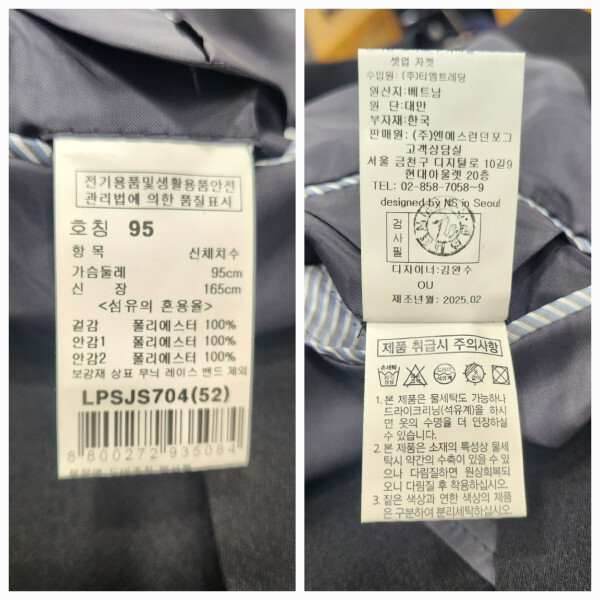 전기용품및생활용품안전
관리법에 의한 품질표시
호칭 95
항 목 신체치수
가슴둘레 95cm
신 장 165cm
<섬유의 혼용율>
겉감 폴리에스터 100%
안감1 폴리에스터 100%
안감2 폴리에스터 100%
보강재 상표 무늬 레이스 밴드 제외
LPSJS704(52)
8 800272 935084
셋업 자켓
수입원: (주)티엠트레딩
원산지:베트남
원 단:대만
부자재:한국
판매원: (주)엔에스런던포그
고객상담실
서울 금천구 디지털로 10길9
현대아울렛 20층
TEL: 02-858-7058~9
designed by NS in Seoul
검
사
필
디자이너:김완수
OU
제조년월 2025.02
제품 취급시 주의사항
손세탁
드라이
석유계
1. 본 제품은 물세탁도 가능하나
드라이크리닝(석유계)을 하시
면 옷의 수명을 더 연장하실
수 있습니다.
2. 본 제품은 소재의 특성상 물세
탁시 약간의 수축이 있을 수 있
으나 다림질하면 원상회복되
오니 다림질 후 착용하십시오.
3. 짙은 색상과 연한 색상의 제품
은 구분하여 분리세탁하십시오.